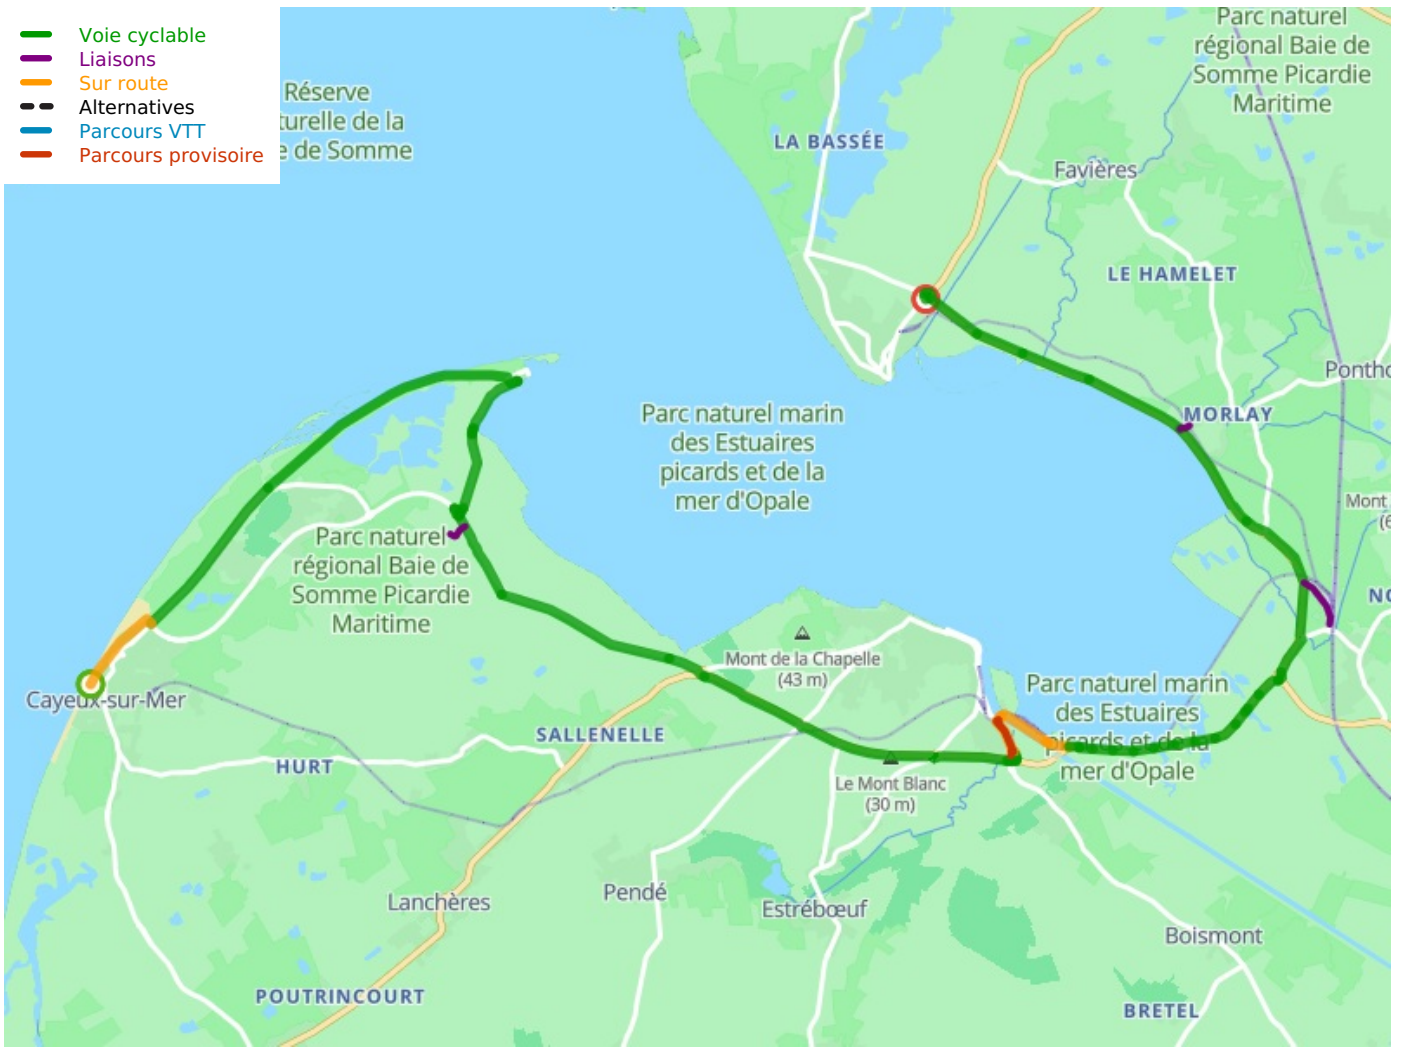 Voie cyclable
Liaisons
Sur route
Alternatives
Parcours VTT
Parcours provisoire
Réserve
turelle de la
e de Somme
Parc naturel
régional Baie de
Somme Picardie
Maritime
LA BASSÉE
Favières
LE HAMELET
MORLAY
Parc naturel marin
des Estuaires
picards et de la
mer d'Opale
Mont
Parc naturel
régional Baie de
Somme Picardie
Maritime
Mont de la Chapelle
(43 m)
Cayeux-sur-Mer
Parc naturel marin
des Estuaires
picards et de la
mer d'Opale
SALLENELLE
HURT
Le Mont Blanc
(30 m)
Lanchères
Pendé
Estrébœuf
Boismont
POUTRINCOURT
BRETEL